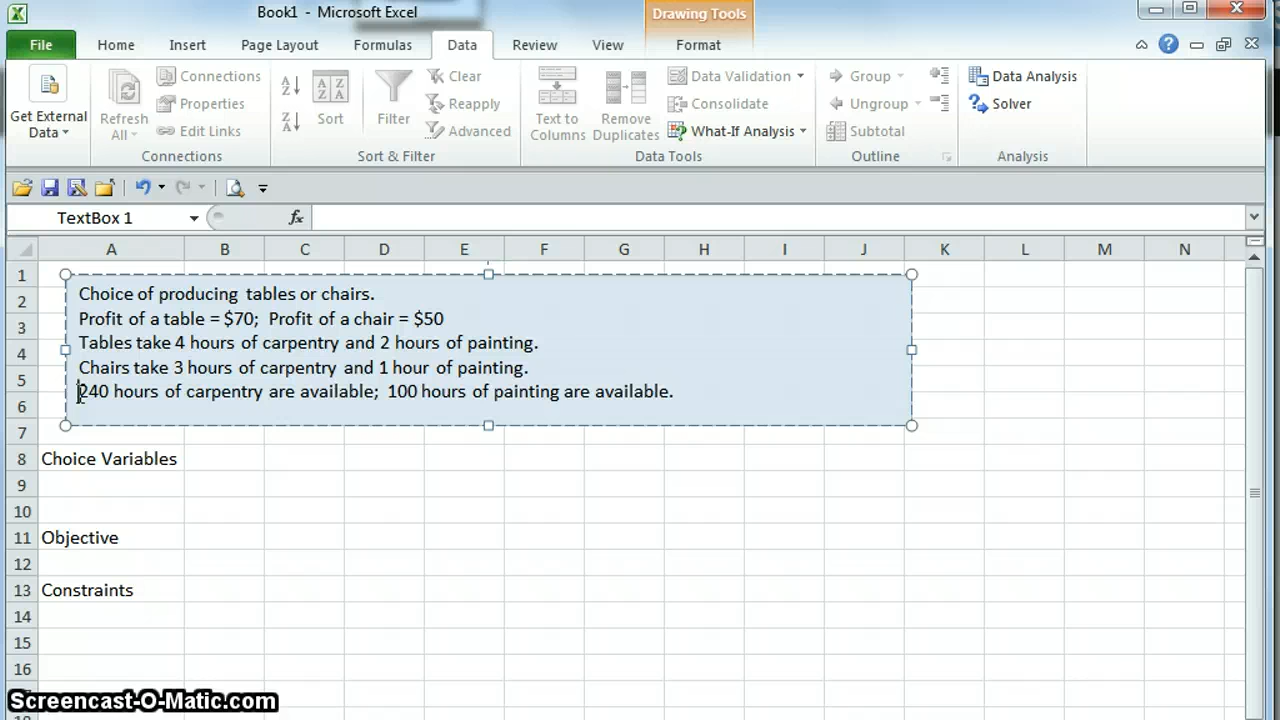 Book1 - Microsoft Excel
Drawing Tools
File Home Insert Page Layout Formulas Data Review View Format
Get External Data
Refresh All
Connections
Properties
Edit Links
Connections
Sort
Filter
Clear
Reapply
Advanced
Sort & Filter
Text to Columns
Remove Duplicates
Data Validation
Consolidate
What-If Analysis
Data Tools
Group
Ungroup
Subtotal
Outline
Data Analysis
Solver
Analysis
TextBox 1
fx
A B C D E F G H I J K L M N
1
2
3
4
5
6
7
Choice of producing tables or chairs.
Profit of a table = $70; Profit of a chair = $50
Tables take 4 hours of carpentry and 2 hours of painting.
Chairs take 3 hours of carpentry and 1 hour of painting.
240 hours of carpentry are available; 100 hours of painting are available.
8 Choice Variables
9
10
11 Objective
12
13 Constraints
14
15
16
Screencast-O-Matic.com